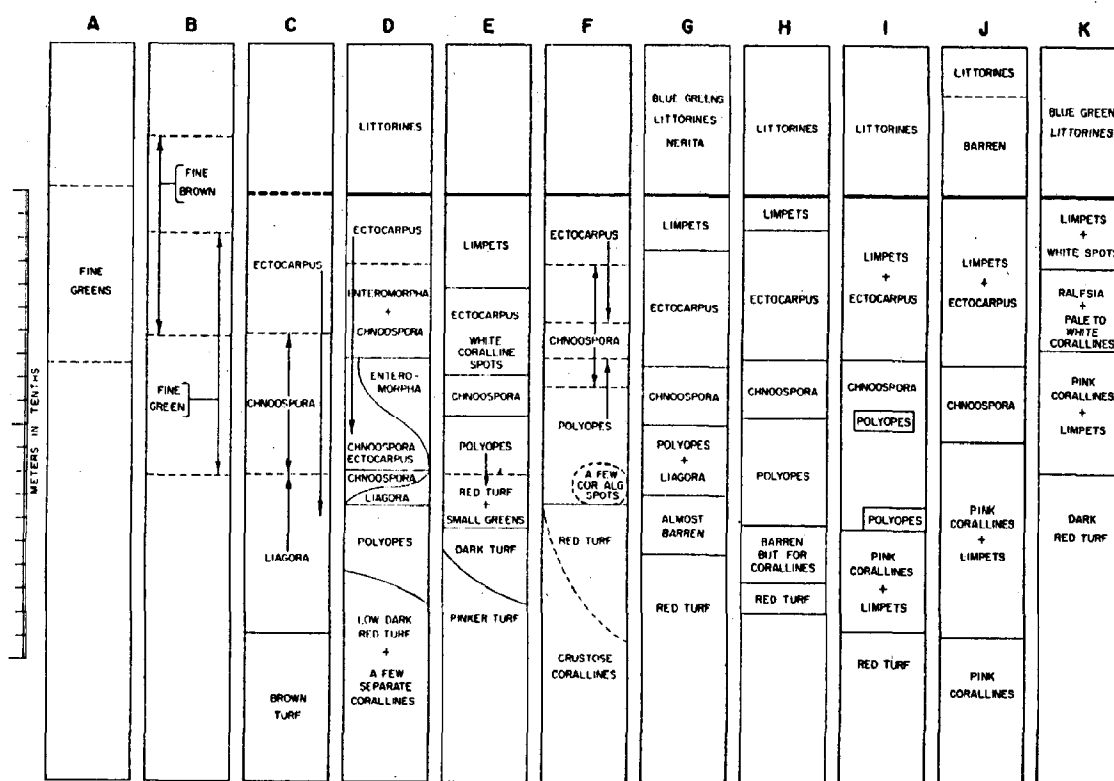 A B C D E F G H I J K
METERS IN TENTHS
FINE
GREENS
FINE
BROWN
FINE
GREEN
ECTOCARPUS
CHNOOSPORA
LIAGORA
BROWN
TURF
LITTORINES
ECTOCARPUS
ENTEROMORPHA
+
CHNOOSPORA
ENTERO-
MORPHA
CHNOOSPORA
ECTOCARPUS
CHNOOSPORA
LIAGORA
POLYOPES
LOW DARK
RED TURF
+
A FEW
SEPARATE
CORALLINES
LIMPETS
ECTOCARPUS
WHITE
CORALLINE
SPOTS
CHNOOSPORA
POLYOPES
RED TURF
+
SMALL GREENS
DARK TURF
PINKER TURF
ECTOCARPUS
CHNOOSPORA
POLYOPES
A FEW
COR ALG
SPOTS
RED TURF
CRUSTOSE
CORALLINES
BLUE GREENS
LITTORINES
NERITA
LIMPETS
ECTOCARPUS
CHNOOSPORA
POLYOPES
+
LIAGORA
ALMOST
BARREN
RED TURF
LITTORINES
LIMPETS
ECTOCARPUS
CHNOOSPORA
POLYOPES
BARREN
BUT FOR
CORALLINES
RED TURF
LITTORINES
LIMPETS
+
ECTOCARPUS
CHNOOSPORA
POLYOPES
POLYOPES
PINK
CORALLINES
+
LIMPETS
RED TURF
LITTORINES
BARREN
LIMPETS
+
ECTOCARPUS
CHNOOSPORA
PINK
CORALLINES
+
LIMPETS
PINK
CORALLINES
BLUE GREEN
LITTORINES
LIMPETS
+
WHITE SPOTS
RALFSIA
+
PALE TO
WHITE
CORALLINES
PINK
CORALLINES
+
LIMPETS
DARK
RED TURF